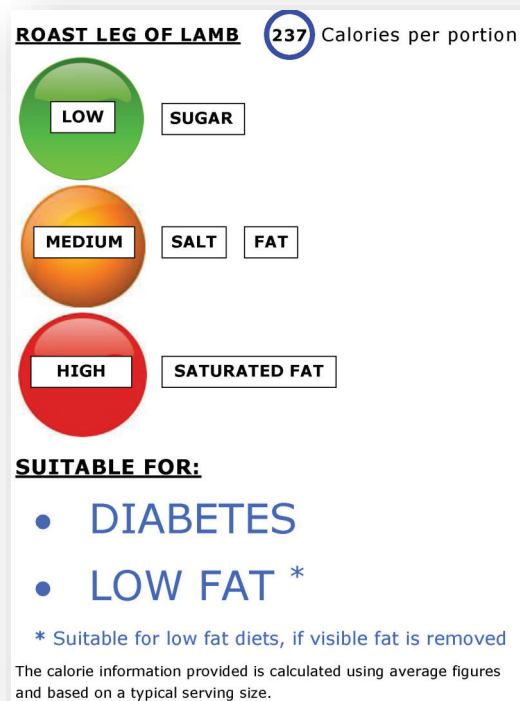 ROAST LEG OF LAMB 237 Calories per portion
LOW SUGAR
MEDIUM SALT FAT
HIGH SATURATED FAT
SUITABLE FOR:
• DIABETES
• LOW FAT *
* Suitable for low fat diets, if visible fat is removed
The calorie information provided is calculated using average figures
and based on a typical serving size.